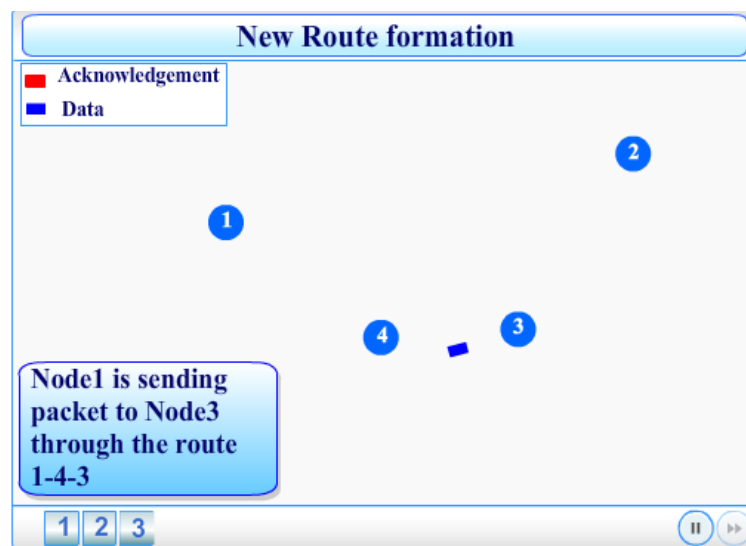 New Route formation
Acknowledgement
Data
2
1
4
3
Node1 is sending
packet to Node3
through the route
1-4-3
1 2 3